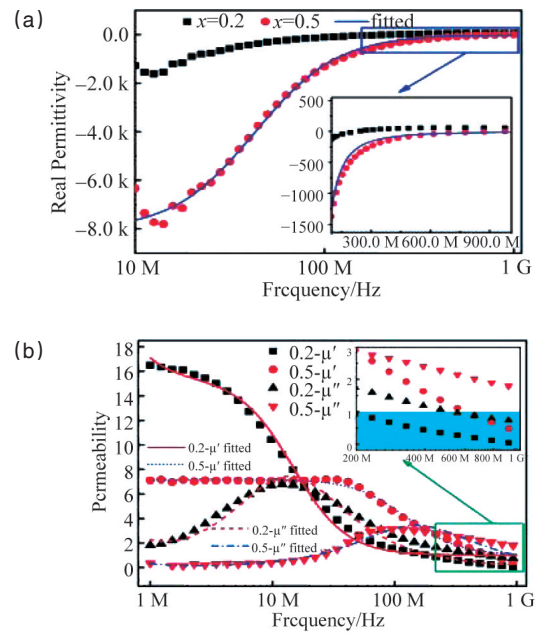 (a)
x=0.2 x=0.5 fitted
0.0
−2.0 k
−4.0 k
−6.0 k
−8.0 k
Real Permittivity
500
0
−500
−1000
−1500
300.0 M 600.0 M 900.0 M
10 M 100 M 1 G
Frcquency/Hz
(b)
18
16
14
12
10
8
6
4
2
0
Permeability
0.2-μ′
0.5-μ′
0.2-μ″
0.5-μ″
0.2-μ′ fitted
0.5-μ′ fitted
0.2-μ″ fitted
0.5-μ″ fitted
3
2
1
0
200 M 400 M 600 M 800 M 1 G
1 M 10 M 100 M 1 G
Frcquency/Hz